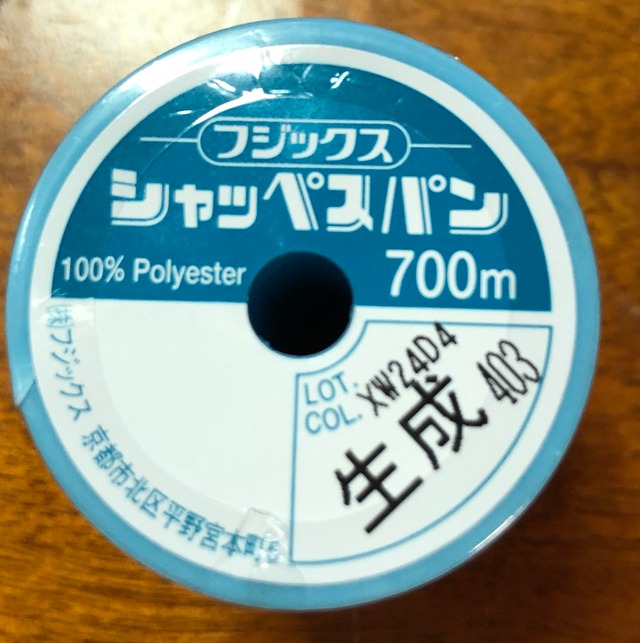 フジックス
シャッペスパン
100% Polyester
700m
LOT. XW24D4
COL. 403
生成
㈱フジックス 京都市北区平野宮本町